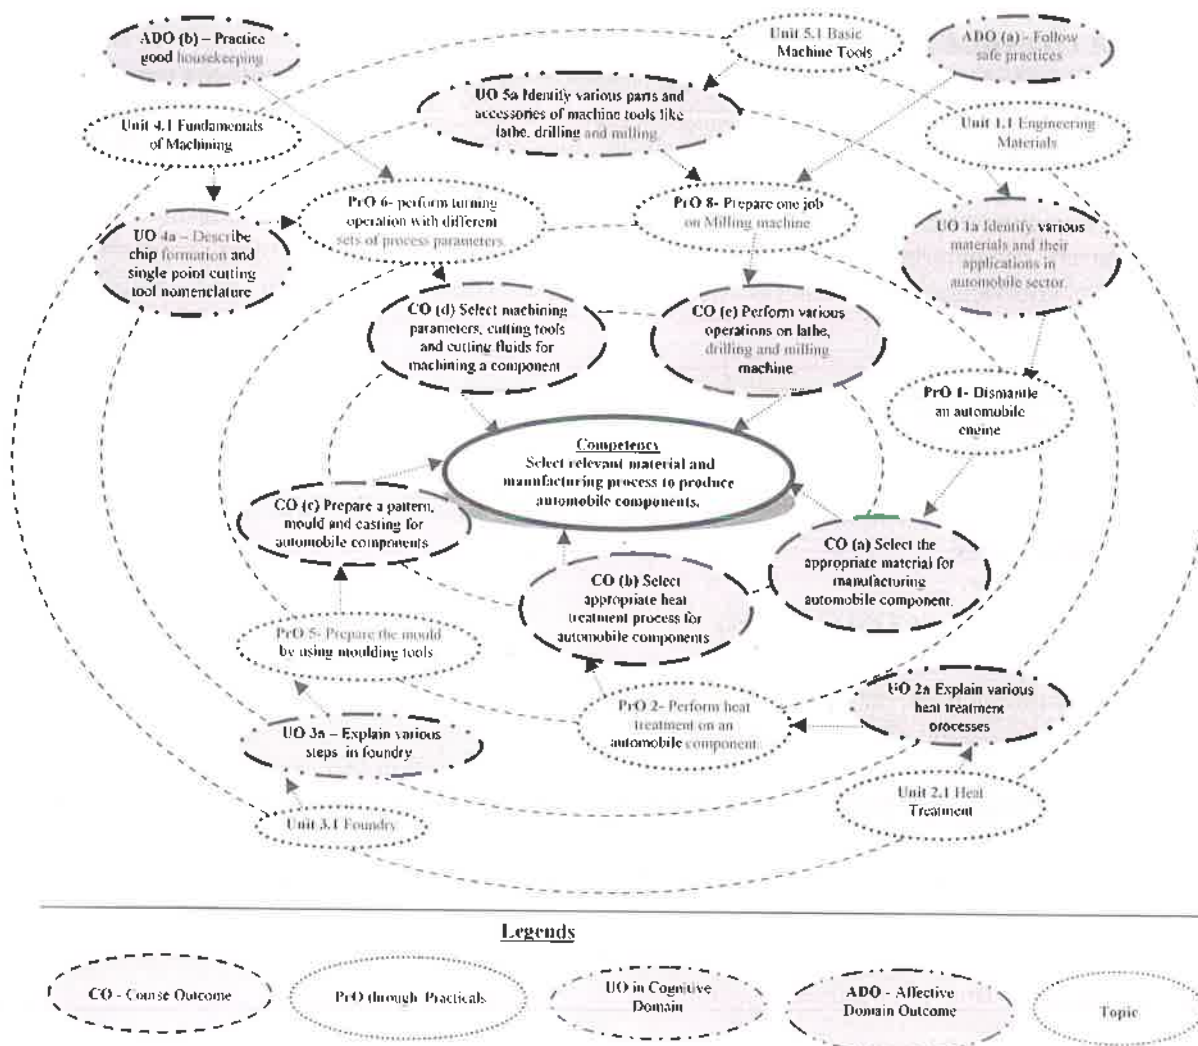 ADO (b) – Practice
good housekeeping
Unit 5.1 Basic
Machine Tools
ADO (a) - Follow
safe practices
UO 5a Identify various parts and
accessories of machine tools like
lathe, drilling and milling.
Unit 4.1 Fundamentals
of Machining
Unit 1.1 Engineering
Materials
PrO 6- perform turning
operation with different
sets of process parameters.
PrO 8- Prepare one job
on Milling machine
UO 4a – Describe
chip formation and
single point cutting
tool nomenclature
UO 1a Identify various
materials and their
applications in
automobile sector.
CO (d) Select machining
parameters, cutting tools
and cutting fluids for
machining a component
CO (e) Perform various
operations on lathe,
drilling and milling
machine
PrO 1- Dismantle
an automobile
engine
Competency
Select relevant material and
manufacturing process to produce
automobile components.
CO (c) Prepare a pattern,
mould and casting for
automobile components
CO (a) Select the
appropriate material for
manufacturing
automobile component.
CO (b) Select
appropriate heat
treatment process for
automobile components
PrO 5- Prepare the mould
by using moulding tools
PrO 2- Perform heat
treatment on an
automobile component.
UO 2a Explain various
heat treatment
processes
UO 3a – Explain various
steps in foundry
Unit 3.1 Foundry
Unit 2.1 Heat
Treatment
Legends
CO - Course Outcome
PrO through Practicals
UO in Cognitive
Domain
ADO - Affective
Domain Outcome
Topic